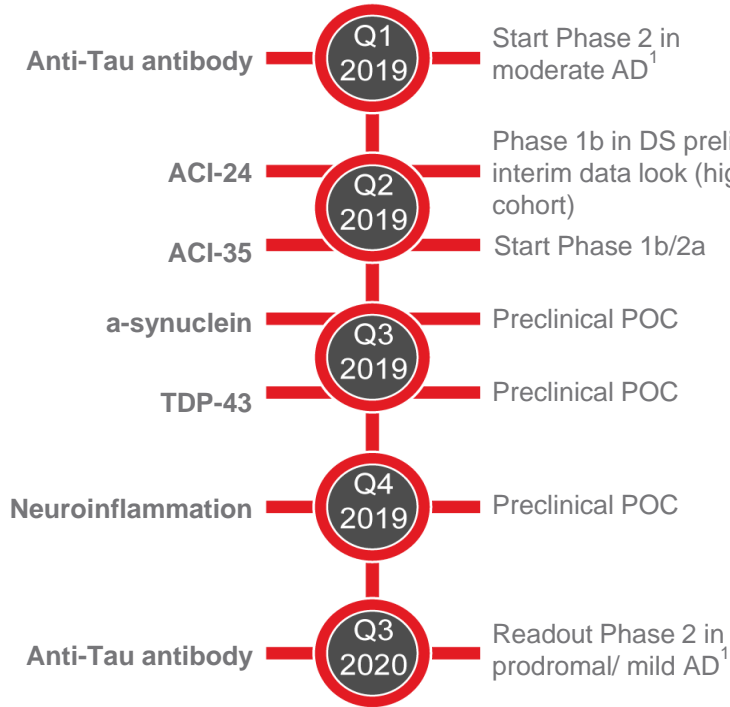 Anti-Tau antibody
Q1
2019
Start Phase 2 in
moderate AD1
ACI-24
Q2
2019
Phase 1b in DS
interim data look
cohort)
ACI-35
Start Phase 1b/2a
a-synuclein
Preclinical POC
Q3
2019
TDP-43
Preclinical POC
Neuroinflammation
Q4
2019
Preclinical POC
Anti-Tau antibody
Q3
2020
Readout Phase 2 in
prodromal/ mild AD1